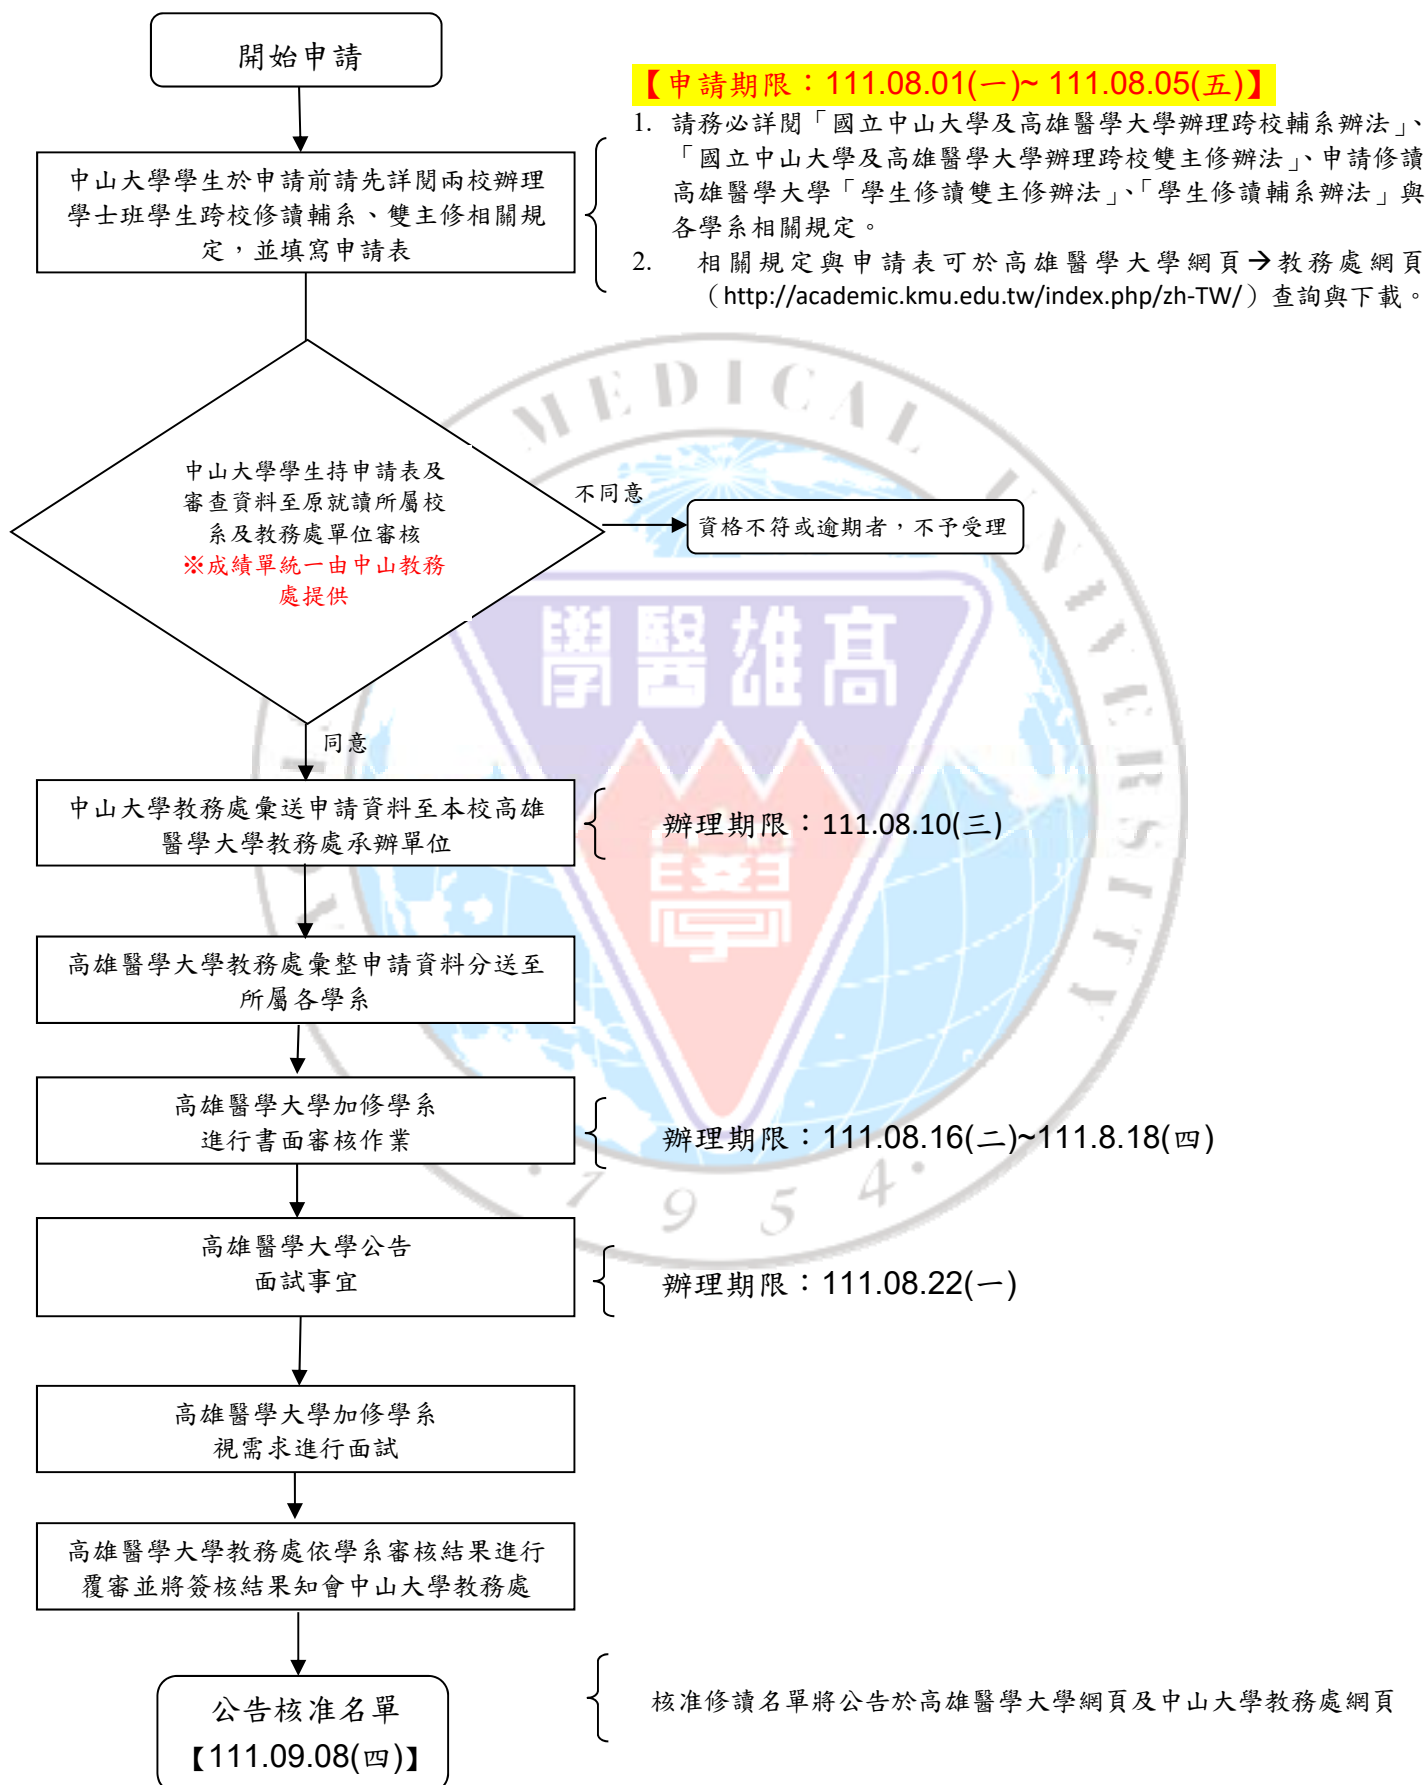 開始申請
【申請期限：111.08.01(一)~ 111.08.05(五)】
1. 請務必詳閱「國立中山大學及高雄醫學大學辦理跨校輔系辦法」、
「國立中山大學及高雄醫學大學辦理跨校雙主修辦法」、申請修讀
高雄醫學大學「學生修讀雙主修辦法」、「學生修讀輔系辦法」與
各學系相關規定。
2. 相關規定與申請表可於高雄醫學大學網頁→教務處網頁
（http://academic.kmu.edu.tw/index.php/zh-TW/）查詢與下載。
中山大學學生於申請前請先詳閱兩校辦理
學士班學生跨校修讀輔系、雙主修相關規
定，並填寫申請表
中山大學學生持申請表及
審查資料至原就讀所屬校
系及教務處單位審核
※成績單統一由中山教務
處提供
不同意
資格不符或逾期者，不予受理
同意
中山大學教務處彙送申請資料至本校高雄
醫學大學教務處承辦單位
辦理期限：111.08.10(三)
高雄醫學大學教務處彙整申請資料分送至
所屬各學系
高雄醫學大學加修學系
進行書面審核作業
辦理期限：111.08.16(二)~111.8.18(四)
高雄醫學大學公告
面試事宜
辦理期限：111.08.22(一)
高雄醫學大學加修學系
視需求進行面試
高雄醫學大學教務處依學系審核結果進行
覆審並將簽核結果知會中山大學教務處
公告核准名單
【111.09.08(四)】
核准修讀名單將公告於高雄醫學大學網頁及中山大學教務處網頁
MEDICAL UNIVERSITY
學醫雄高
學
1954